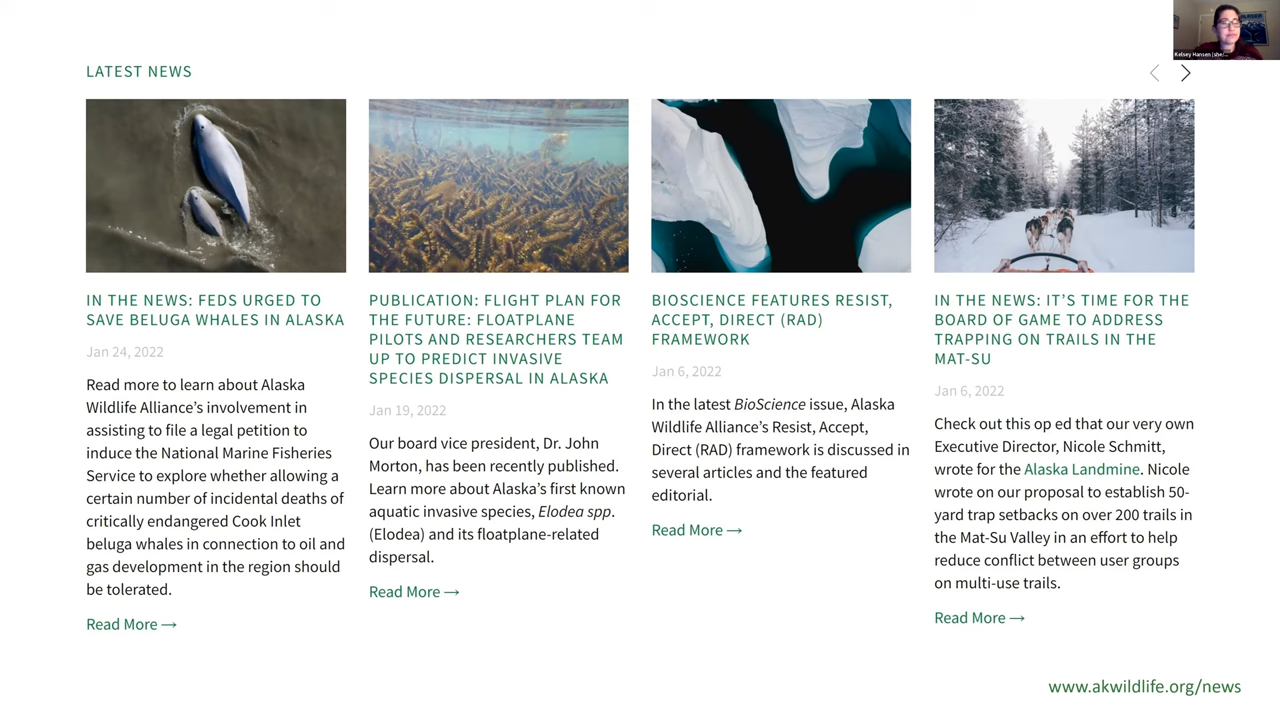 Kelsey Hansen (she/...
LATEST NEWS
IN THE NEWS: FEDS URGED TO
SAVE BELUGA WHALES IN ALASKA
Jan 24, 2022
Read more to learn about Alaska
Wildlife Alliance’s involvement in
assisting to file a legal petition to
induce the National Marine Fisheries
Service to explore whether allowing a
certain number of incidental deaths of
critically endangered Cook Inlet
beluga whales in connection to oil and
gas development in the region should
be tolerated.
Read More →
PUBLICATION: FLIGHT PLAN FOR
THE FUTURE: FLOATPLANE
PILOTS AND RESEARCHERS TEAM
UP TO PREDICT INVASIVE
SPECIES DISPERSAL IN ALASKA
Jan 19, 2022
Our board vice president, Dr. John
Morton, has been recently published.
Learn more about Alaska’s first known
aquatic invasive species, Elodea spp.
(Elodea) and its floatplane-related
dispersal.
Read More →
BIOSCIENCE FEATURES RESIST,
ACCEPT, DIRECT (RAD)
FRAMEWORK
Jan 6, 2022
In the latest BioScience issue, Alaska
Wildlife Alliance’s Resist, Accept,
Direct (RAD) framework is discussed in
several articles and the featured
editorial.
Read More →
IN THE NEWS: IT’S TIME FOR THE
BOARD OF GAME TO ADDRESS
TRAPPING ON TRAILS IN THE
MAT-SU
Jan 6, 2022
Check out this op ed that our very own
Executive Director, Nicole Schmitt,
wrote for the Alaska Landmine. Nicole
wrote on our proposal to establish 50-
yard trap setbacks on over 200 trails in
the Mat-Su Valley in an effort to help
reduce conflict between user groups
on multi-use trails.
Read More →
www.akwildlife.org/news